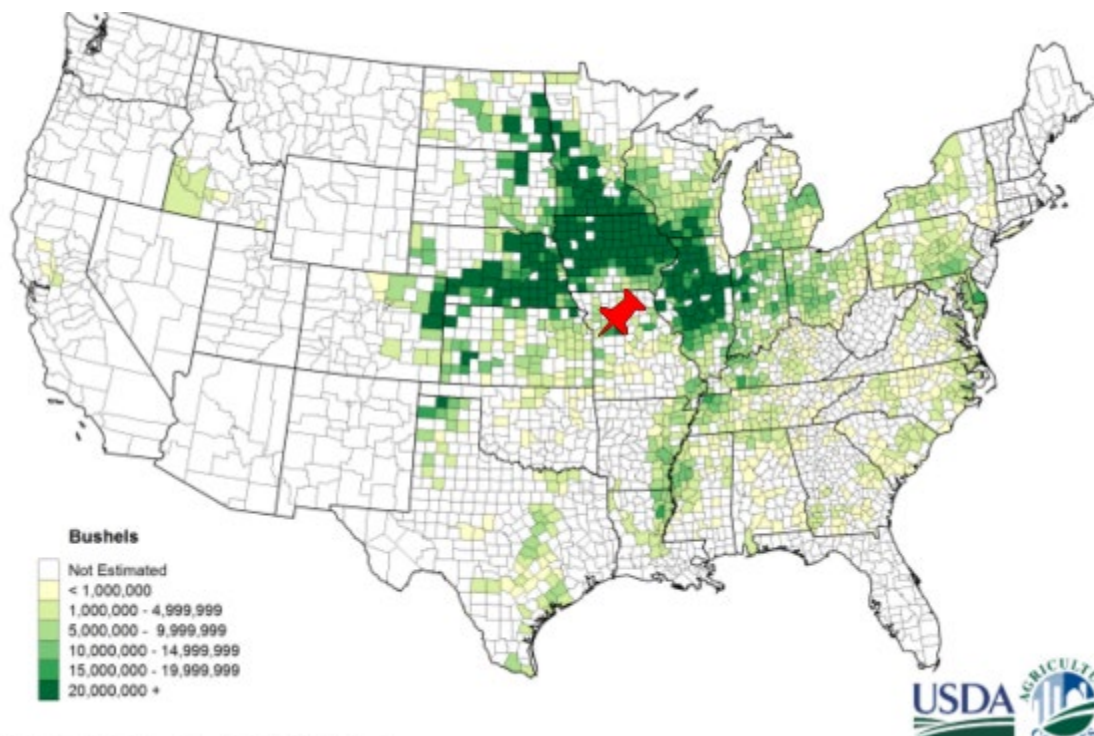 Bushels
Not Estimated
< 1,000,000
1,000,000 - 4,999,999
5,000,000 - 9,999,999
10,000,000 - 14,999,999
15,000,000 - 19,999,999
20,000,000 +
USDA